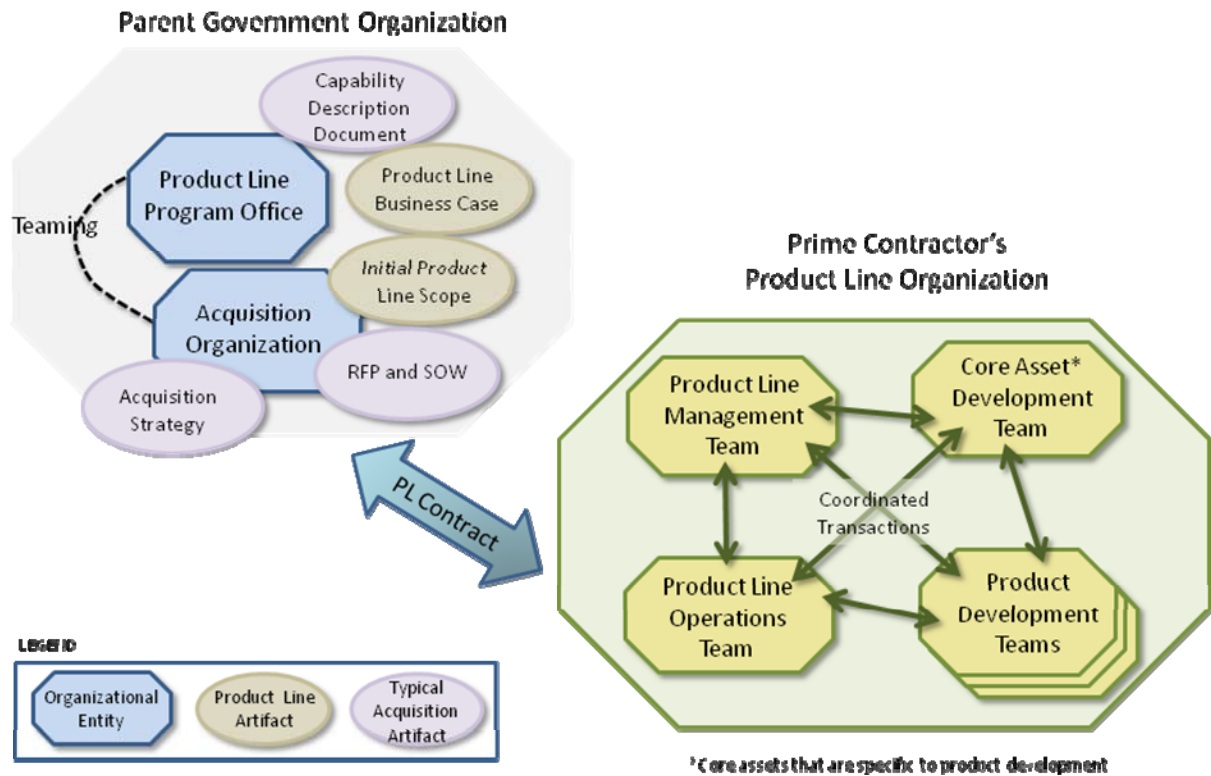 Parent Government Organization
Capability
Description
Document
Product Line
Program Office
Product Line
Business Case
Teaming
Initial Product
Line Scope
Acquisition
Organization
RFP and SOW
Acquisition
Strategy
PL Contract
Prime Contractor's
Product Line Organization
Product Line
Management
Team
Core Asset*
Development
Team
Coordinated
Transactions
Product Line
Operations
Team
Product
Development
Teams
LEGEND
Organizational
Entity
Product Line
Artifact
Typical
Acquisition
Artifact
*Core assets that are specific to product development